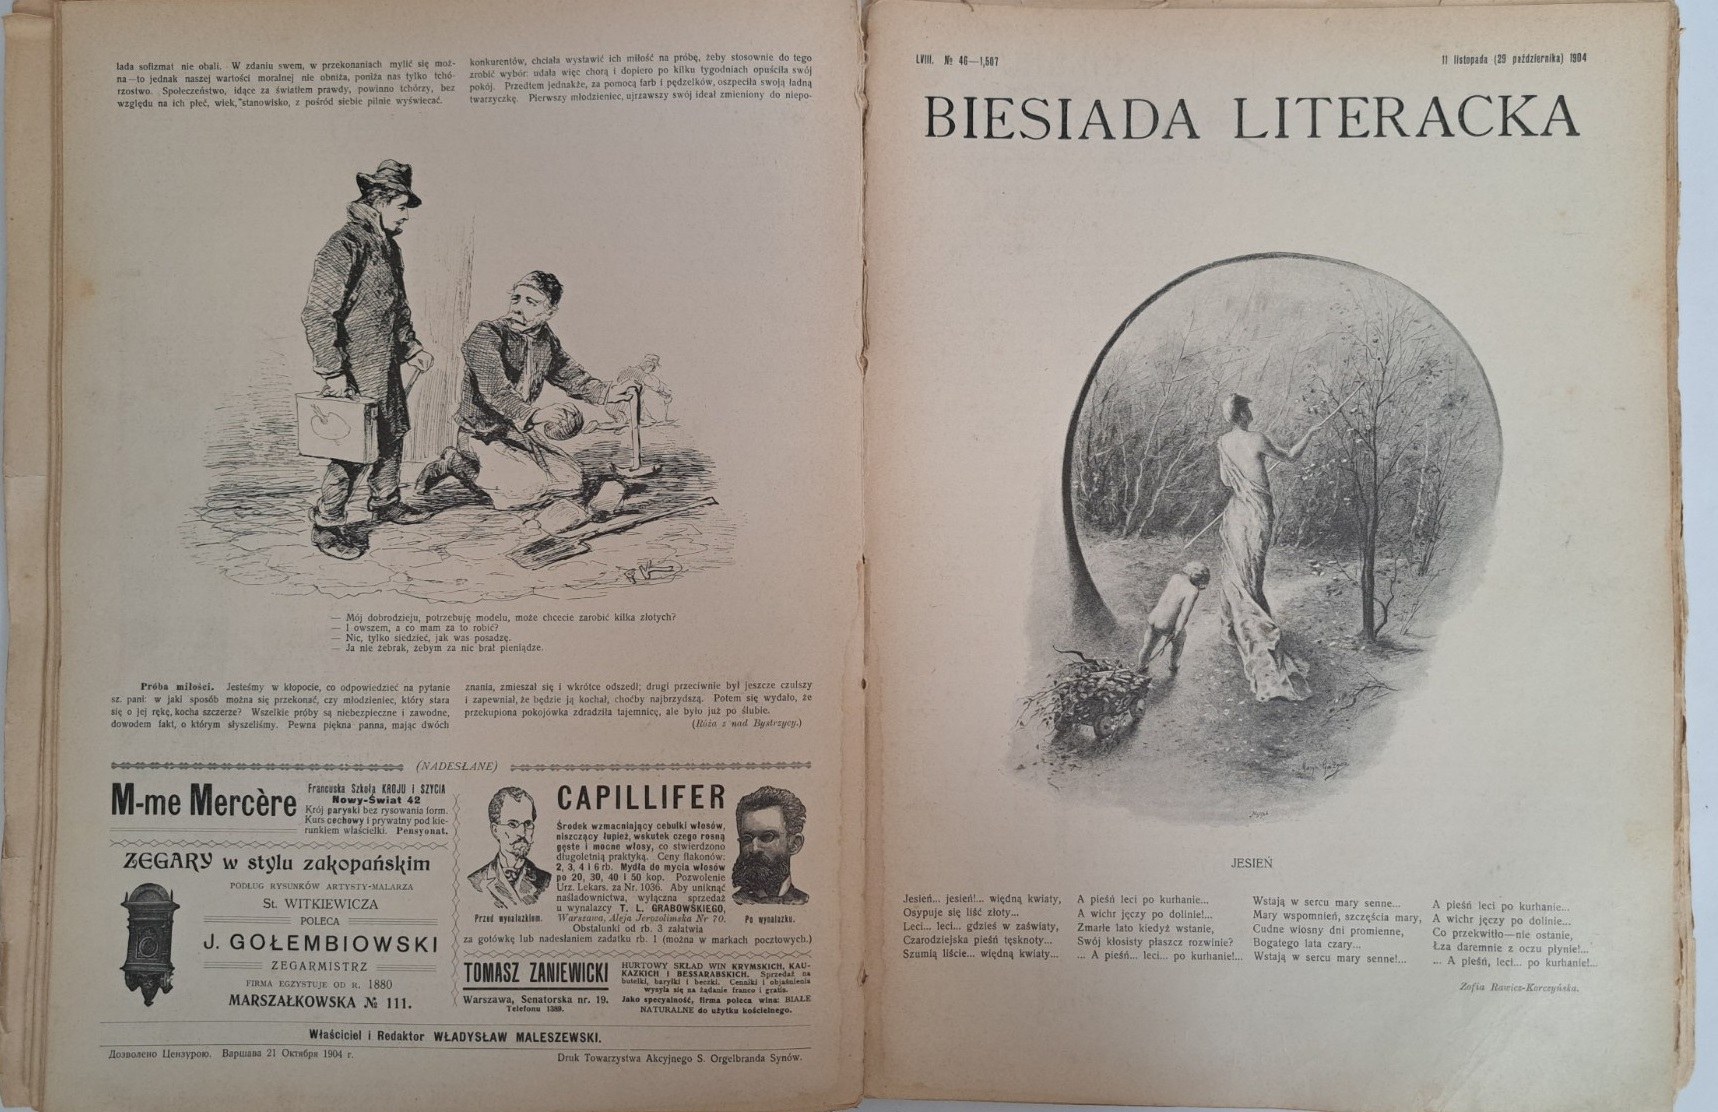 lada sofizmat nie obali. W zdaniu swem, w przekonaniach mylić się moż-
na—to jednak naszej wartości moralnej nie obniża, poniża nas tylko tchó-
rzostwo. Społeczeństwo, idące za światłem prawdy, powinno tchórzy, bez
względu na ich płeć, wiek, stanowisko, z pośród siebie pilnie wyświecać.
konkurentów, chciała wystawić ich miłość na próbę, żeby stosownie do tego
zrobić wybór: udała więc chorą i dopiero po kilku tygodniach opuściła swój
pokój. Przedtem jednakże, za pomocą farb i pędzelków, oszpeciła swoją ładną
twarzyczkę. Pierwszy młodzieniec, ujrzawszy swój ideał zmieniony do niepo-
— Mój dobrodzieju, potrzebuję modelu, może chcecie zarobić kilka złotych?
— I owszem, a co mam za to robić?
— Nic, tylko siedzieć, jak was posadzę.
— Ja nie żebrak, żebym za nic brał pieniądze.
Próba miłości. Jesteśmy w kłopocie, co odpowiedzieć na pytanie
sz. pani: w jaki sposób można się przekonać, czy młodzieniec, który stara
się o jej rękę, kocha szczerze? Wszelkie próby są niebezpieczne i zawodne,
dowodem fakt, o którym słyszeliśmy. Pewna piękna panna, mając dwóch
znania, zmieszał się i wkrótce odszedł; drugi przeciwnie był jeszcze czulszy
i zapewniał, że będzie ją kochał, choćby najbrzydszą. Potem się wydało, że
przekupiona pokojówka zdradziła tajemnicę, ale było już po ślubie.
(Róża z nad Bystrzycy.)
(NADESŁANE)
M-me Mercère
Francuska Szkoła KROJU I SZYCIA
Nowy-Świat 42
Krój paryski bez rysowania form.
Kurs cechowy i prywatny pod kie-
runkiem właścicielki. Pensyonat.
ZEGARY w stylu zakopańskim
PODŁUG RYSUNKÓW ARTYSTY-MALARZA
St. WITKIEWICZA
POLECA
J. GOŁEMBIOWSKI
ZEGARMISTRZ
FIRMA EGZYSTUJE OD R. 1880
MARSZAŁKOWSKA № 111.
CAPILLIFER
Środek wzmacniający cebulki włosów,
niszczący łupież, wskutek czego rosną
gęste i mocne włosy, co stwierdzono
długoletnią praktyką. Ceny flakonów:
2, 3, 4 i 6 rb. Mydła do mycia włosów
po 20, 30, 40 i 50 kop. Pozwolenie
Urz. Lekars. za Nr. 1036. Aby uniknąć
naśladownictwa, wyłączna sprzedaż
u wynalazcy T. L. GRABOWSKIEGO,
Warszawa, Aleja Jerozolimska Nr 70.
Obstalunki od rb. 3 załatwia
za gotówkę lub nadesłaniem zadatku rb. 1 (można w markach pocztowych.)
Przed wynalazkiem.
Po wynalazku.
TOMASZ ZANIEWICKI
Warszawa, Senatorska nr. 19.
Telefonu 1389.
HURTOWY SKŁAD WIN KRYMSKICH, KAU-
KAZKICH I BESSARABSKICH. Sprzedaż na
butelki, baryłki i beczki. Cenniki i objaśnienia
wysyła się na żądanie franco i gratis.
Jako specyalność, firma poleca wina: BIAŁE
NATURALNE do użytku kościelnego.
Właściciel i Redaktor WŁADYSŁAW MALESZEWSKI.
Дозволено Цензурою. Варшава 21 Октября 1904 г.
Druk Towarzystwa Akcyjnego S. Orgelbranda Synów.
LVIII. № 46—1,507
11 listopada (29 października) 1904
BIESIADA LITERACKA
JESIEŃ
Jesień... jesień!... więdną kwiaty,
Osypuje się liść złoty...
Leci... leci... gdzieś w zaświaty,
Czarodziejska pieśń tęsknoty...
Szumią liście... więdną kwiaty...
A pieśń leci po kurhanie...
A wichr jęczy po dolinie!...
Zmarłe lato kiedyż wstanie,
Swój kłosisty płaszcz rozwinie?
... A pieśń... leci... po kurhanie!...
Wstają w sercu mary senne...
Mary wspomnień, szczęścia mary,
Cudne wiosny dni promienne,
Bogatego lata czary...
Wstają w sercu mary senne!...
A pieśń leci po kurhanie...
A wichr jęczy po dolinie...
Co przekwitło—nie ostanie,
Łza daremnie z oczu płynie!...
... A pieśń, leci... po kurhanie!...
Zofia Rawicz-Korczyńska.